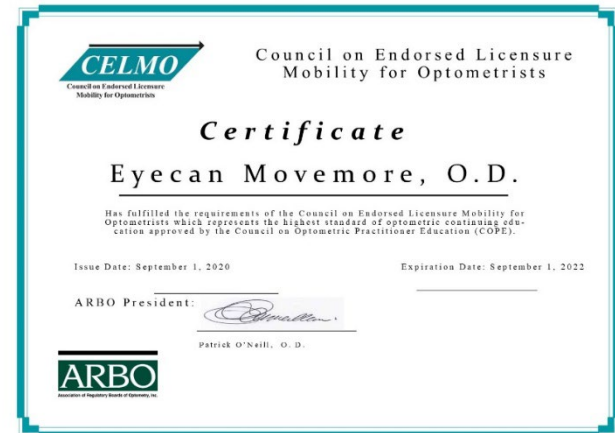 CELMO
Council on Endorsed Licensure
Mobility for Optometrists
Council on Endorsed Licensure
Mobility for Optometrists
Certificate
Eyecan Movemore, O.D.
Has fulfilled the requirements of the Council on Endorsed Licensure Mobility for
Optometrists which represents the highest standard of optometric continuing edu-
cation approved by the Council on Optometric Practitioner Education (COPE).
Issue Date: September 1, 2020
Expiration Date: September 1, 2022
ARBO President:
Patrick O'Neill, O. D.
ARBO
Association of Regulatory Boards of Optometry, Inc.